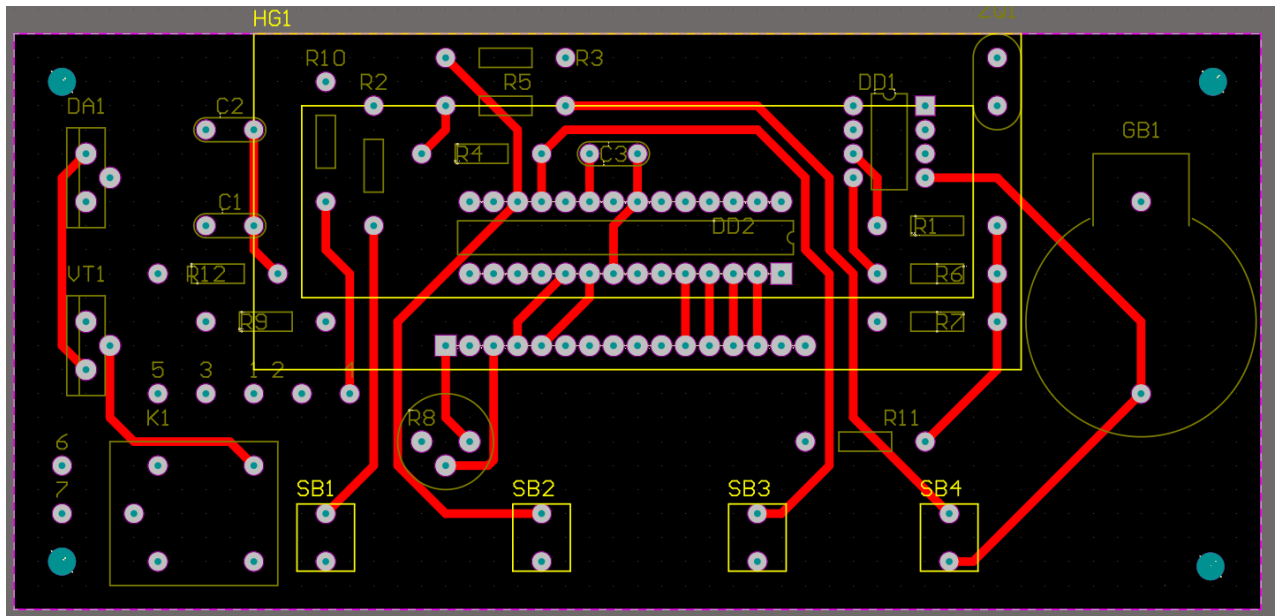 HG1
ZQ1
R10
R3
R2
R5
DD1
DA1
C2
GB1
R4
C3
C1
R1
DD2
VT1
R12
R6
R9
R7
5
3
1
2
4
K1
R8
R11
6
7
SB1
SB2
SB3
SB4